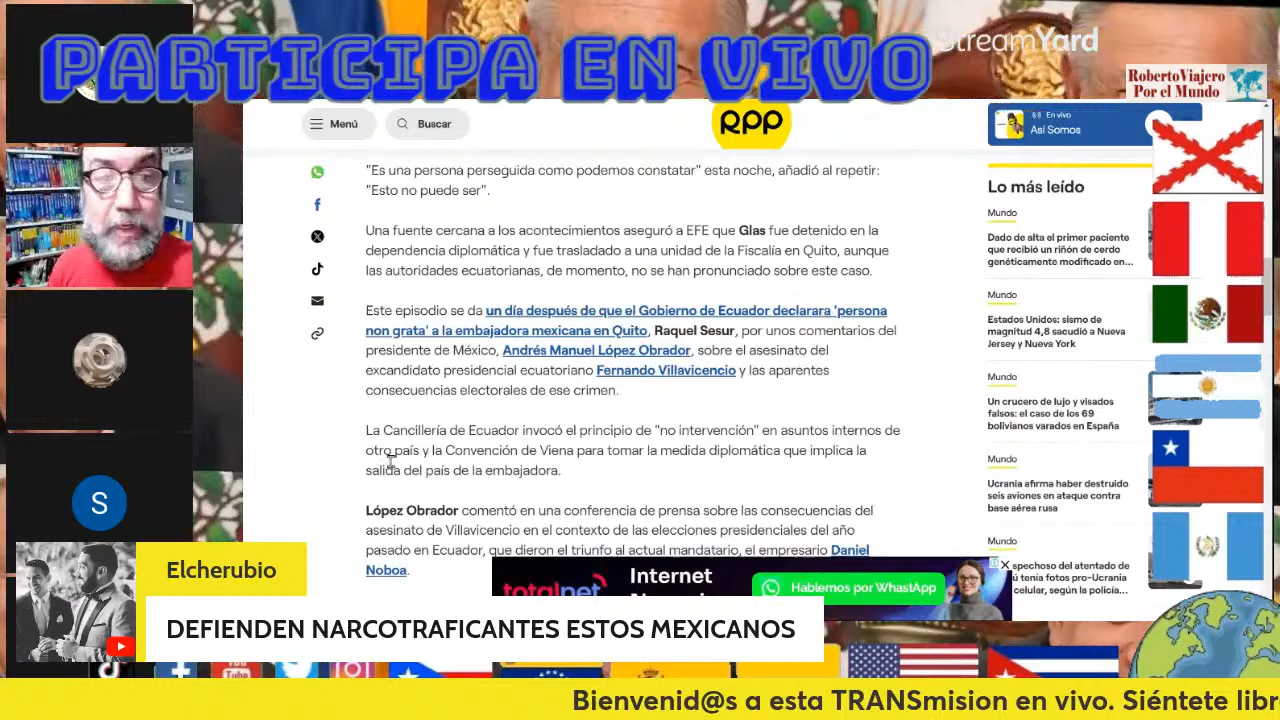 PARTICIPA EN VIVO
StreamYard
RobertoViajero
Por el Mundo
Menú
Buscar
RPP
En vivo
Así Somos
"Es una persona perseguida como podemos constatar" esta noche, añadió al repetir:
"Esto no puede ser".
Una fuente cercana a los acontecimientos aseguró a EFE que Glas fue detenido en la
dependencia diplomática y fue trasladado a una unidad de la Fiscalía en Quito, aunque
las autoridades ecuatorianas, de momento, no se han pronunciado sobre este caso.
Este episodio se da un día después de que el Gobierno de Ecuador declarara 'persona
non grata' a la embajadora mexicana en Quito, Raquel Sesur, por unos comentarios del
presidente de México, Andrés Manuel López Obrador, sobre el asesinato del
excandidato presidencial ecuatoriano Fernando Villavicencio y las aparentes
consecuencias electorales de ese crimen.
La Cancillería de Ecuador invocó el principio de "no intervención" en asuntos internos de
otro país y la Convención de Viena para tomar la medida diplomática que implica la
salida del país de la embajadora.
López Obrador comentó en una conferencia de prensa sobre las consecuencias del
asesinato de Villavicencio en el contexto de las elecciones presidenciales del año
pasado en Ecuador, que dieron el triunfo al actual mandatario, el empresario Daniel
Noboa.
Lo más leído
Mundo
Dado de alta el primer paciente
que recibió un riñón de cerdo
genéticamente modificado en...
Mundo
Estados Unidos: sismo de
magnitud 4,8 sacudió a Nueva
Jersey y Nueva York
Mundo
Un crucero de lujo y visados
falsos: el caso de los 69
bolivianos varados en España
Mundo
Ucrania afirma haber destruido
seis aviones en ataque contra
base aérea rusa
Mundo
spechoso del atentado de
ú tenía fotos pro-Ucrania
celular, según la policía...
S
totalplay
Internet
Hablemos por WhastApp
Elcherubio
DEFIENDEN NARCOTRAFICANTES ESTOS MEXICANOS
You
Tube
Bienvenid@s a esta TRANSmision en vivo. Siéntete libr